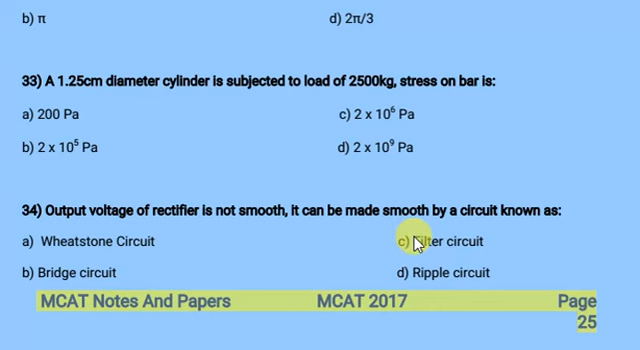 b) π d) 2π/3
33) A 1.25cm diameter cylinder is subjected to load of 2500kg, stress on bar is:
a) 200 Pa c) 2 x 10⁶ Pa
b) 2 x 10⁵ Pa d) 2 x 10⁹ Pa
34) Output voltage of rectifier is not smooth, it can be made smooth by a circuit known as:
a) Wheatstone Circuit c) Filter circuit
b) Bridge circuit d) Ripple circuit
MCAT Notes And Papers MCAT 2017 Page
25